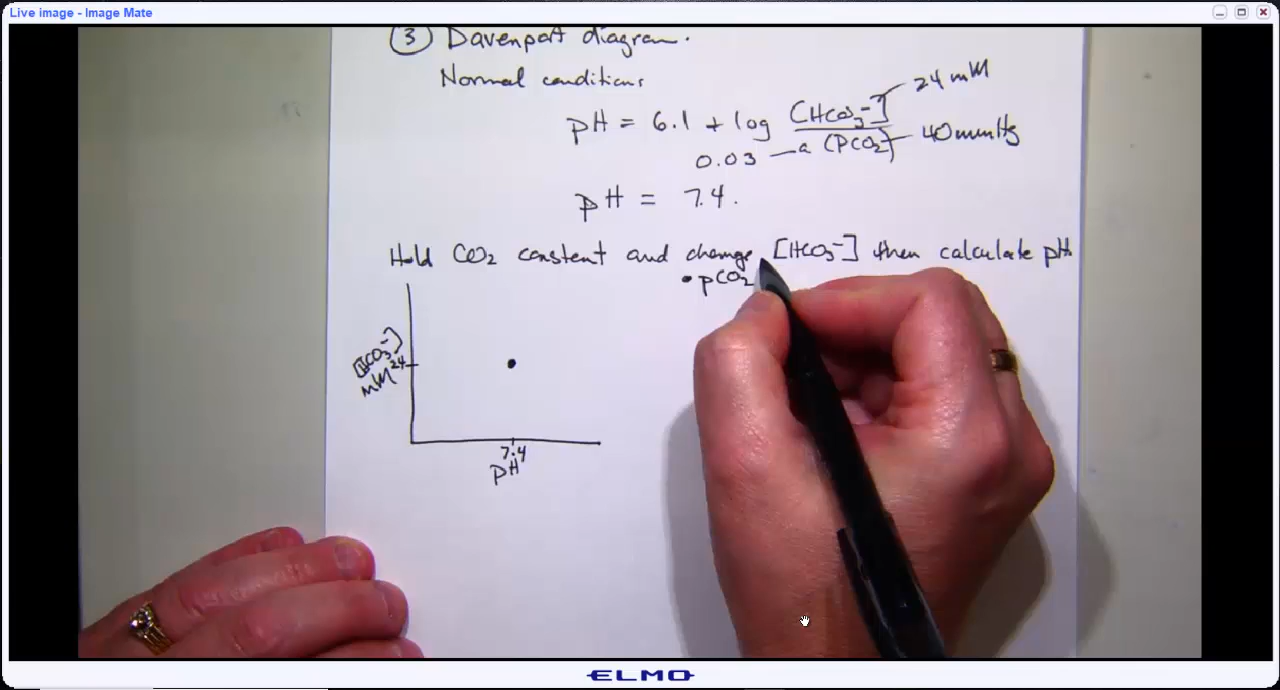 Live image - Image Mate
③ Davenport diagram.
Normal conditions
pH = 6.1 + log [HCO3-] 24 mM
0.03 a (PCO2) 40 mmHg
pH = 7.4.
Hold CO2 constant and change [HCO3-] then calculate pH
• pCO2
[HCO3-]
mM
24
7.4
pH
ELMO